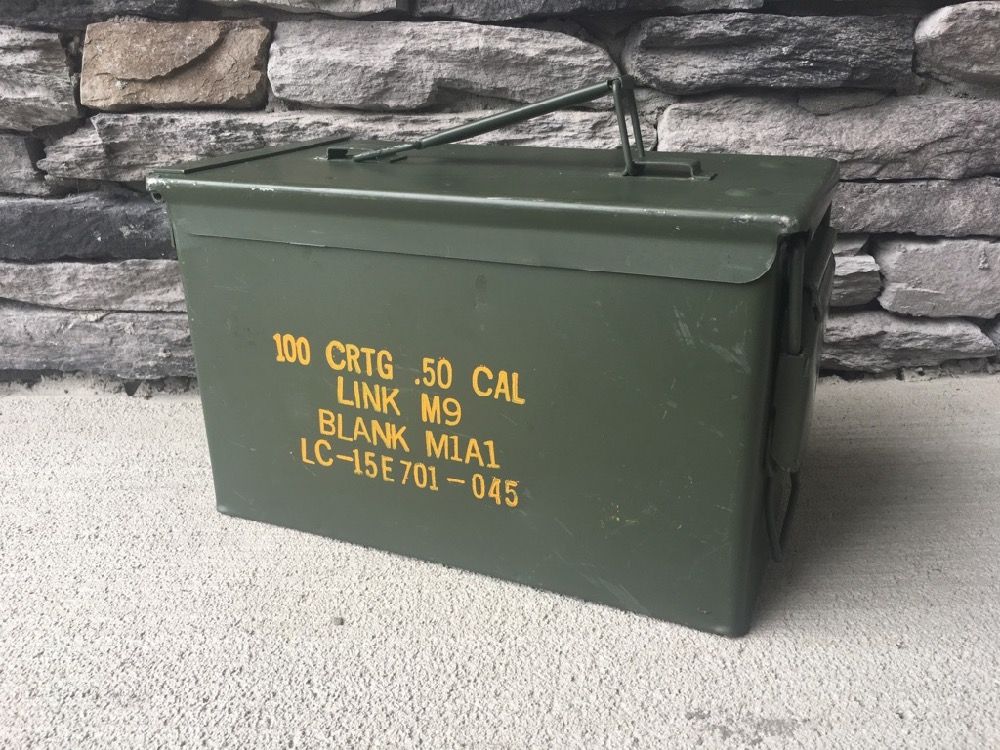 100 CRTG .50 CAL
LINK M9
BLANK M1A1
LC-15E701-045